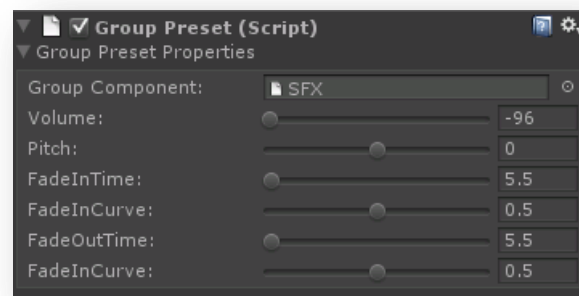 Group Preset (Script)
Group Preset Properties
Group Component: SFX
Volume: -96
Pitch: 0
FadeInTime: 5.5
FadeInCurve: 0.5
FadeOutTime: 5.5
FadeInCurve: 0.5